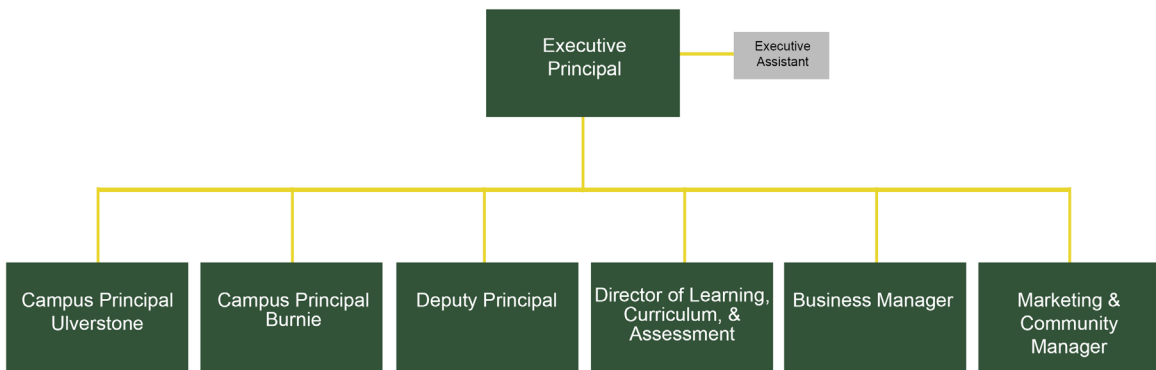 Executive
Principal
Executive
Assistant
Campus Principal
Ulverstone
Campus Principal
Burnie
Deputy Principal
Director of Learning,
Curriculum, &
Assessment
Business Manager
Marketing &
Community
Manager